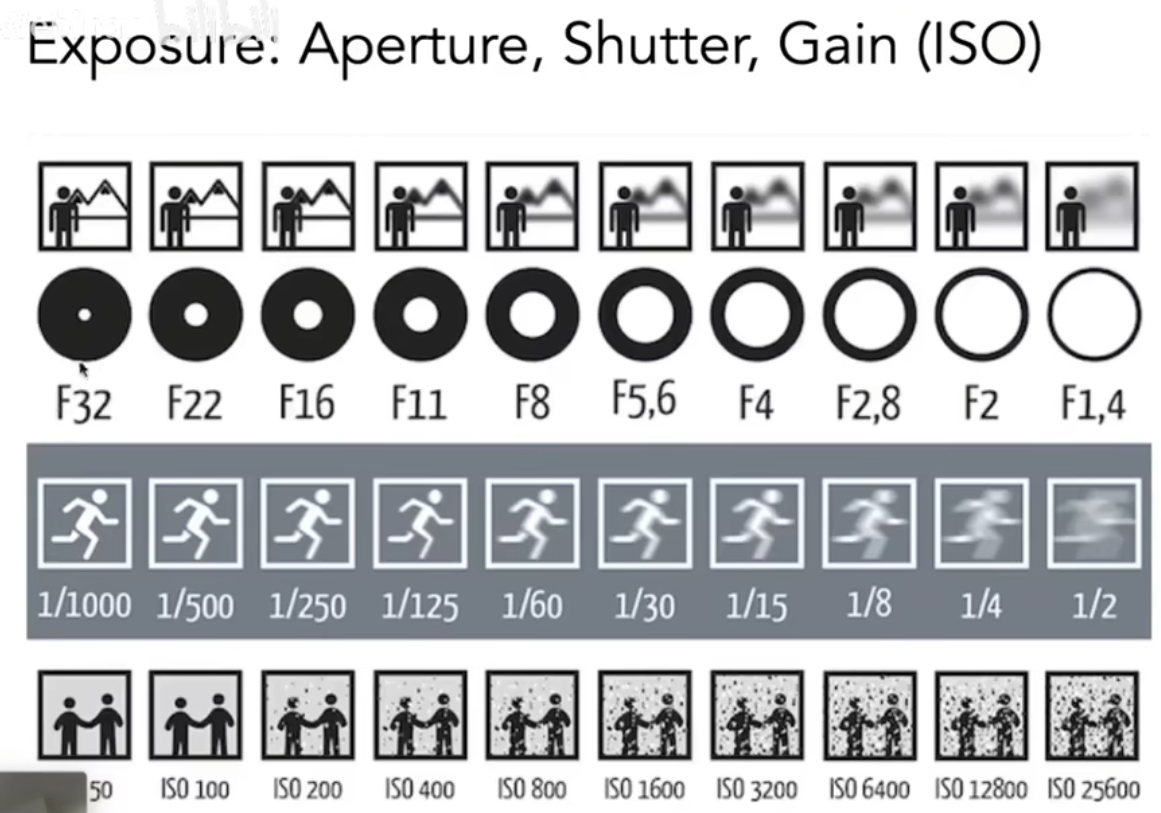 Exposure: Aperture, Shutter, Gain (ISO)
F32 F22 F16 F11 F8 F5,6 F4 F2,8 F2 F1,4
1/1000 1/500 1/250 1/125 1/60 1/30 1/15 1/8 1/4 1/2
50 ISO 100 ISO 200 ISO 400 ISO 800 ISO 1600 ISO 3200 ISO 6400 ISO 12800 ISO 25600